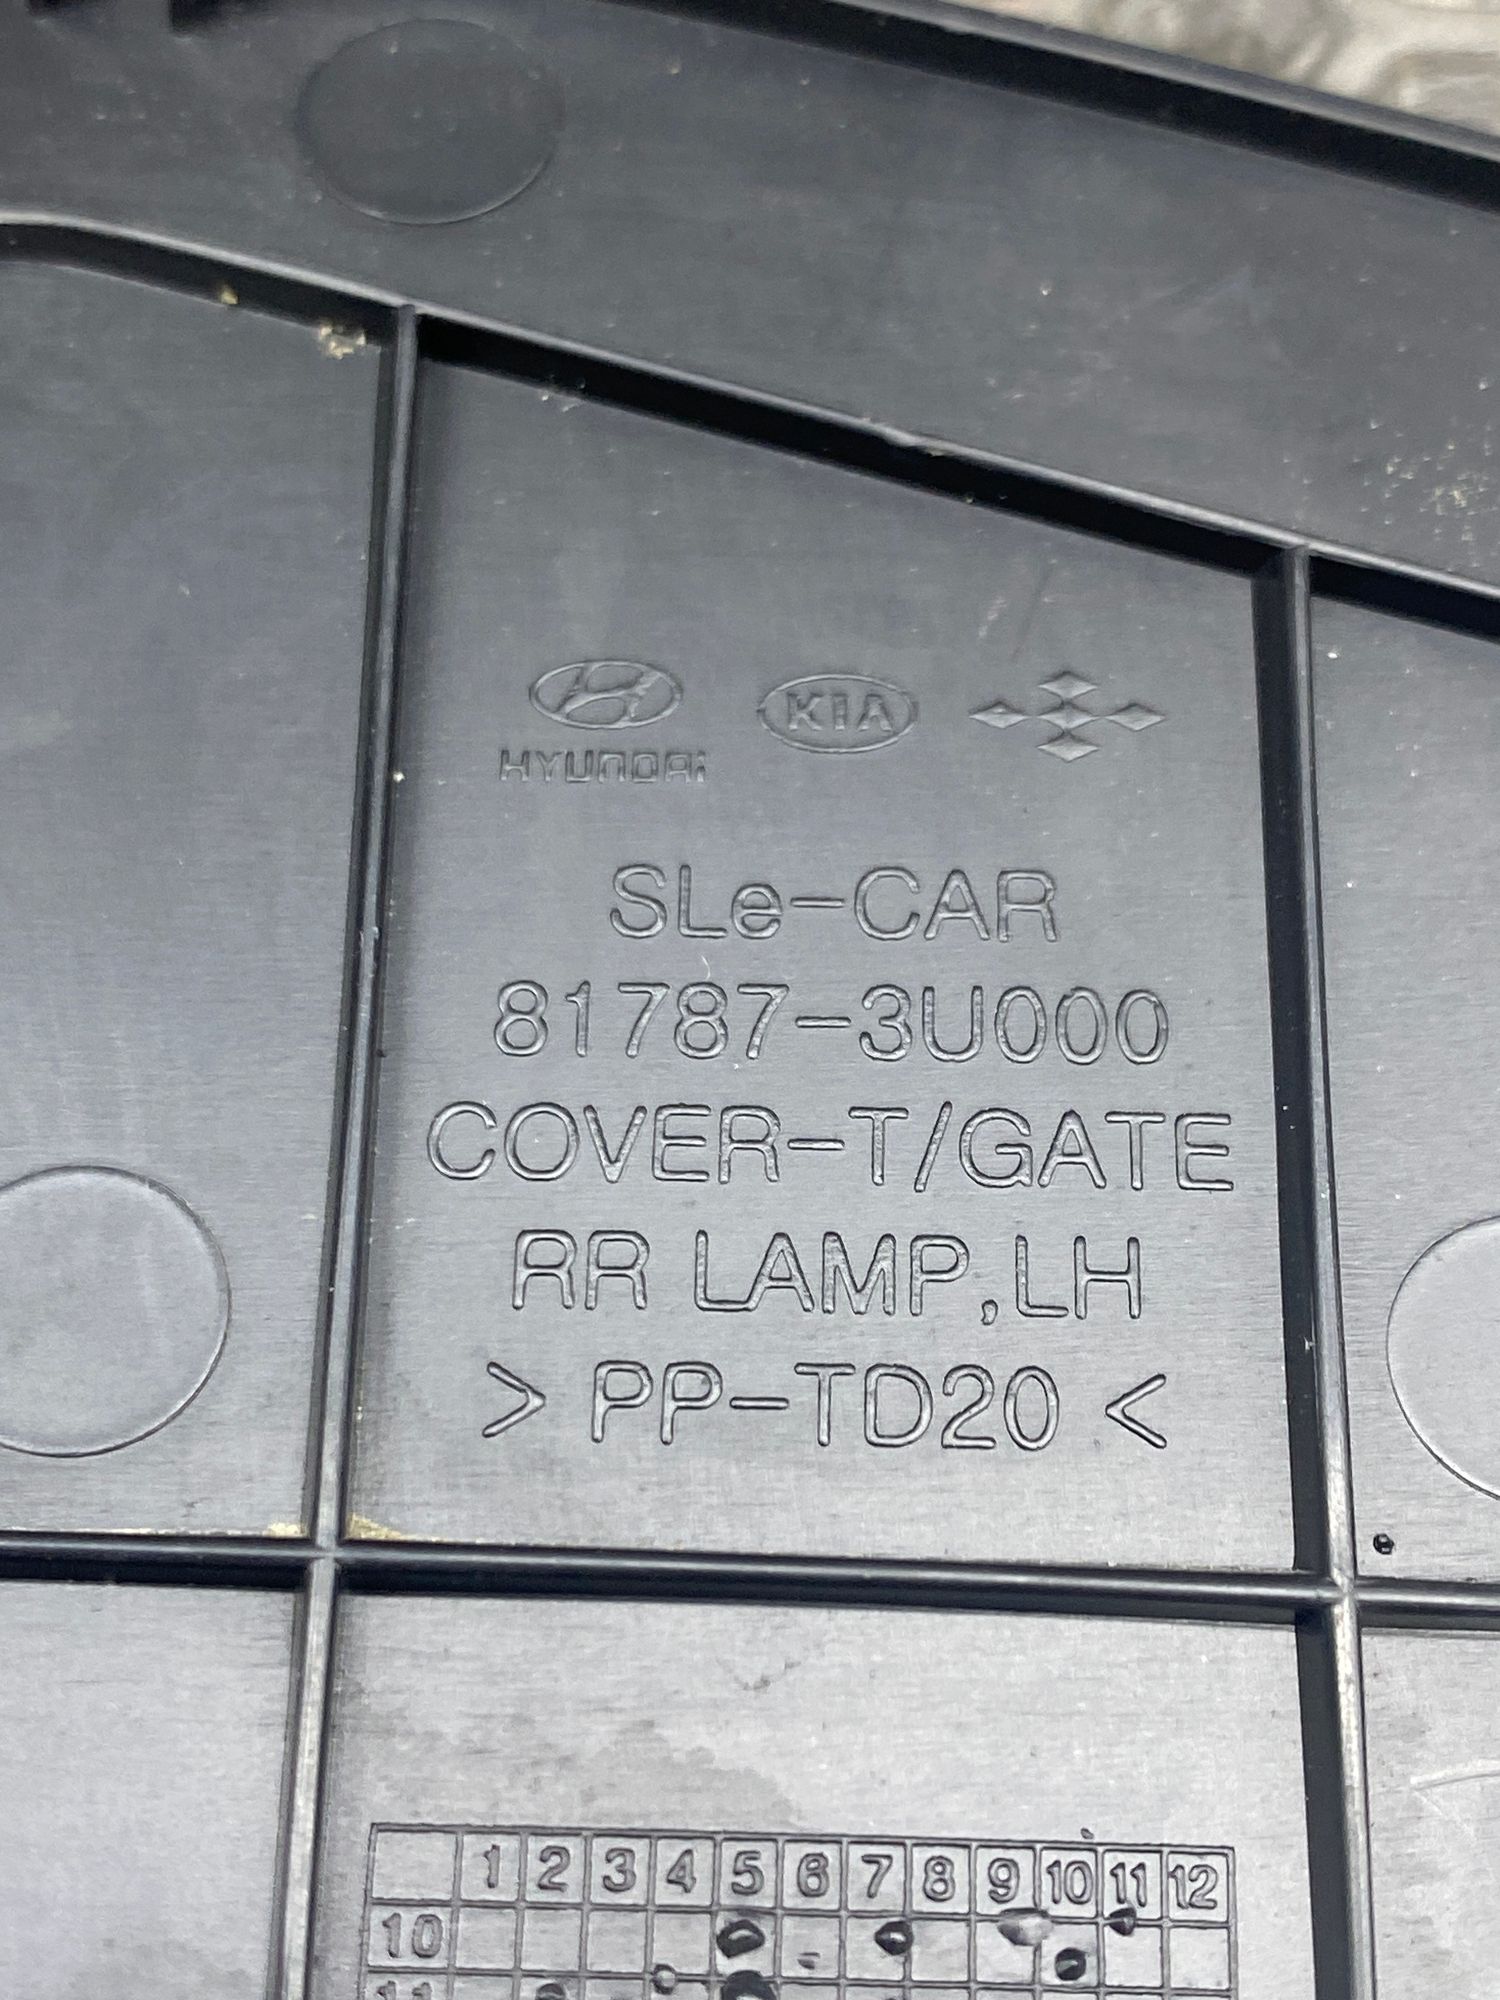 HYUNDAI
KIA
SLe-CAR
81787-3U000
COVER-T/GATE
RR LAMP,LH
> PP-TD20 <
1 2 3 4 5 6 7 8 9 10 11 12
10
11